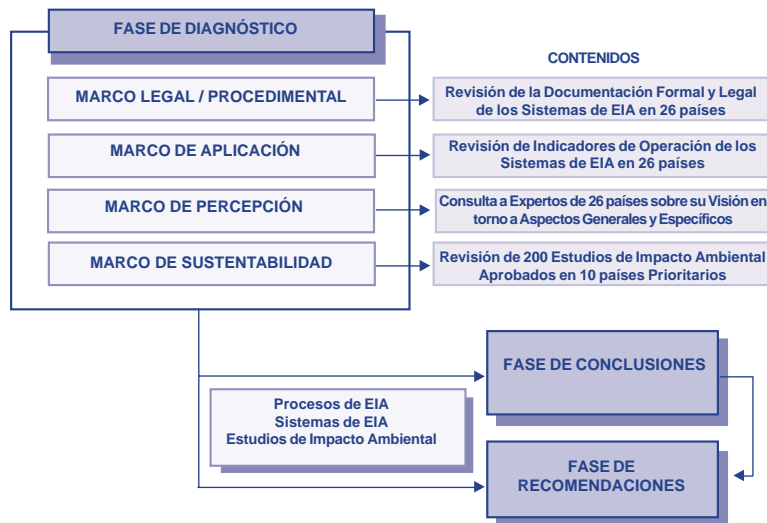 FASE DE DIAGNÓSTICO
CONTENIDOS
MARCO LEGAL / PROCEDIMENTAL
Revisión de la Documentación Formal y Legal
de los Sistemas de EIA en 26 países
MARCO DE APLICACIÓN
Revisión de Indicadores de Operación de los
Sistemas de EIA en 26 países
MARCO DE PERCEPCIÓN
Consulta a Expertos de 26 países sobre su Visión en
torno a Aspectos Generales y Específicos
MARCO DE SUSTENTABILIDAD
Revisión de 200 Estudios de Impacto Ambiental
Aprobados en 10 países Prioritarios
FASE DE CONCLUSIONES
Procesos de EIA
Sistemas de EIA
Estudios de Impacto Ambiental
FASE DE
RECOMENDACIONES